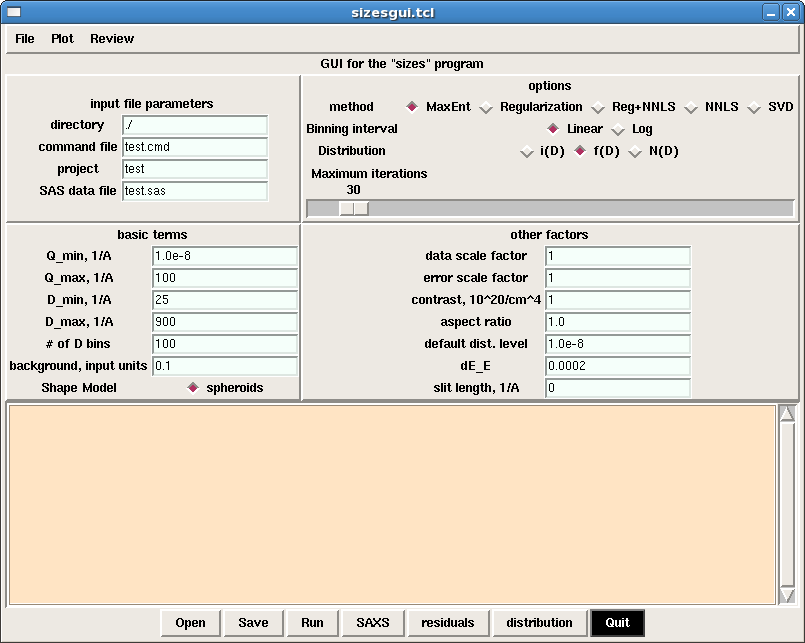 sizesgui.tcl
File Plot Review
GUI for the "sizes" program
input file parameters
directory ./
command file test.cmd
project test
SAS data file test.sas
options
method MaxEnt Regularization Reg+NNLS NNLS SVD
Binning interval Linear Log
Distribution i(D) f(D) N(D)
Maximum iterations
30
basic terms
Q_min, 1/A 1.0e-8
Q_max, 1/A 100
D_min, 1/A 25
D_max, 1/A 900
# of D bins 100
background, input units 0.1
Shape Model spheroids
other factors
data scale factor 1
error scale factor 1
contrast, 10^20/cm^4 1
aspect ratio 1.0
default dist. level 1.0e-8
dE_E 0.0002
slit length, 1/A 0
Open Save Run SAXS residuals distribution Quit